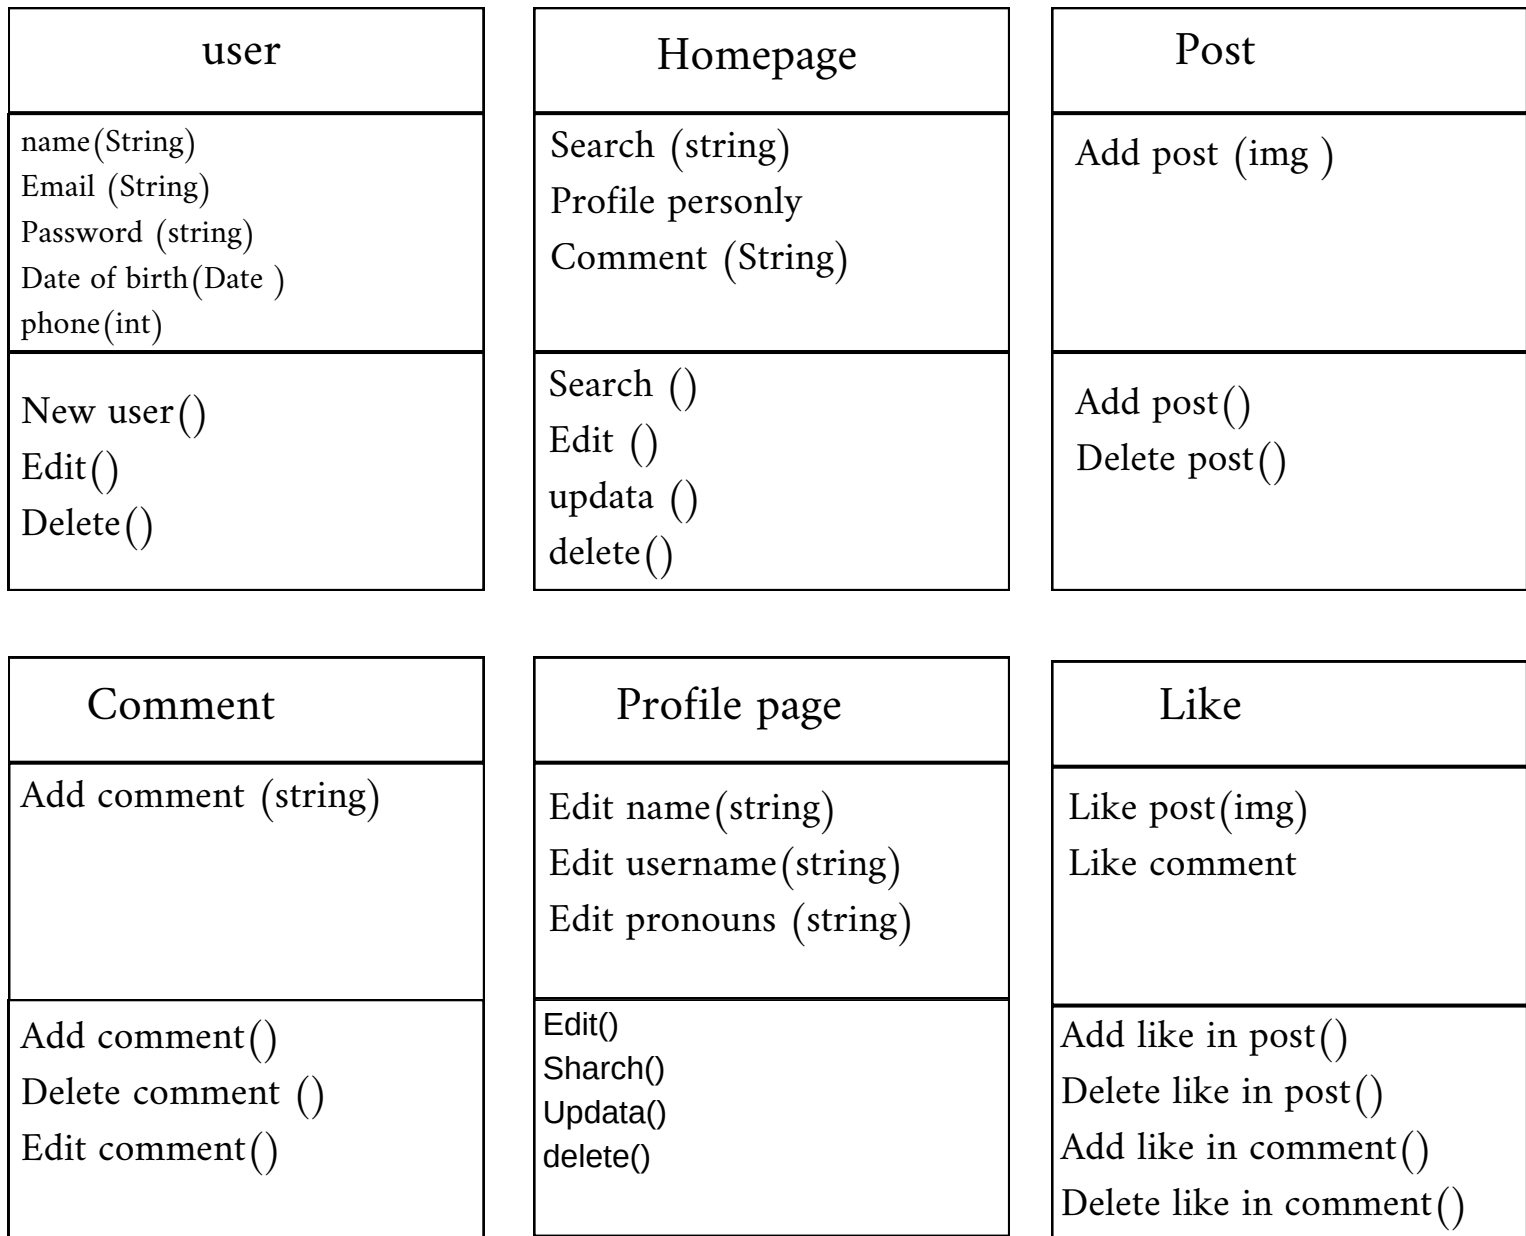 user
name(String)
Email (String)
Password (string)
Date of birth(Date )
phone(int)
New user()
Edit()
Delete()
Homepage
Search (string)
Profile personly
Comment (String)
Search ()
Edit ()
updata ()
delete()
Post
Add post (img )
Add post()
Delete post()
Comment
Add comment (string)
Add comment()
Delete comment ()
Edit comment()
Profile page
Edit name(string)
Edit username(string)
Edit pronouns (string)
Edit()
Sharch()
Updata()
delete()
Like
Like post(img)
Like comment
Add like in post()
Delete like in post()
Add like in comment()
Delete like in comment()